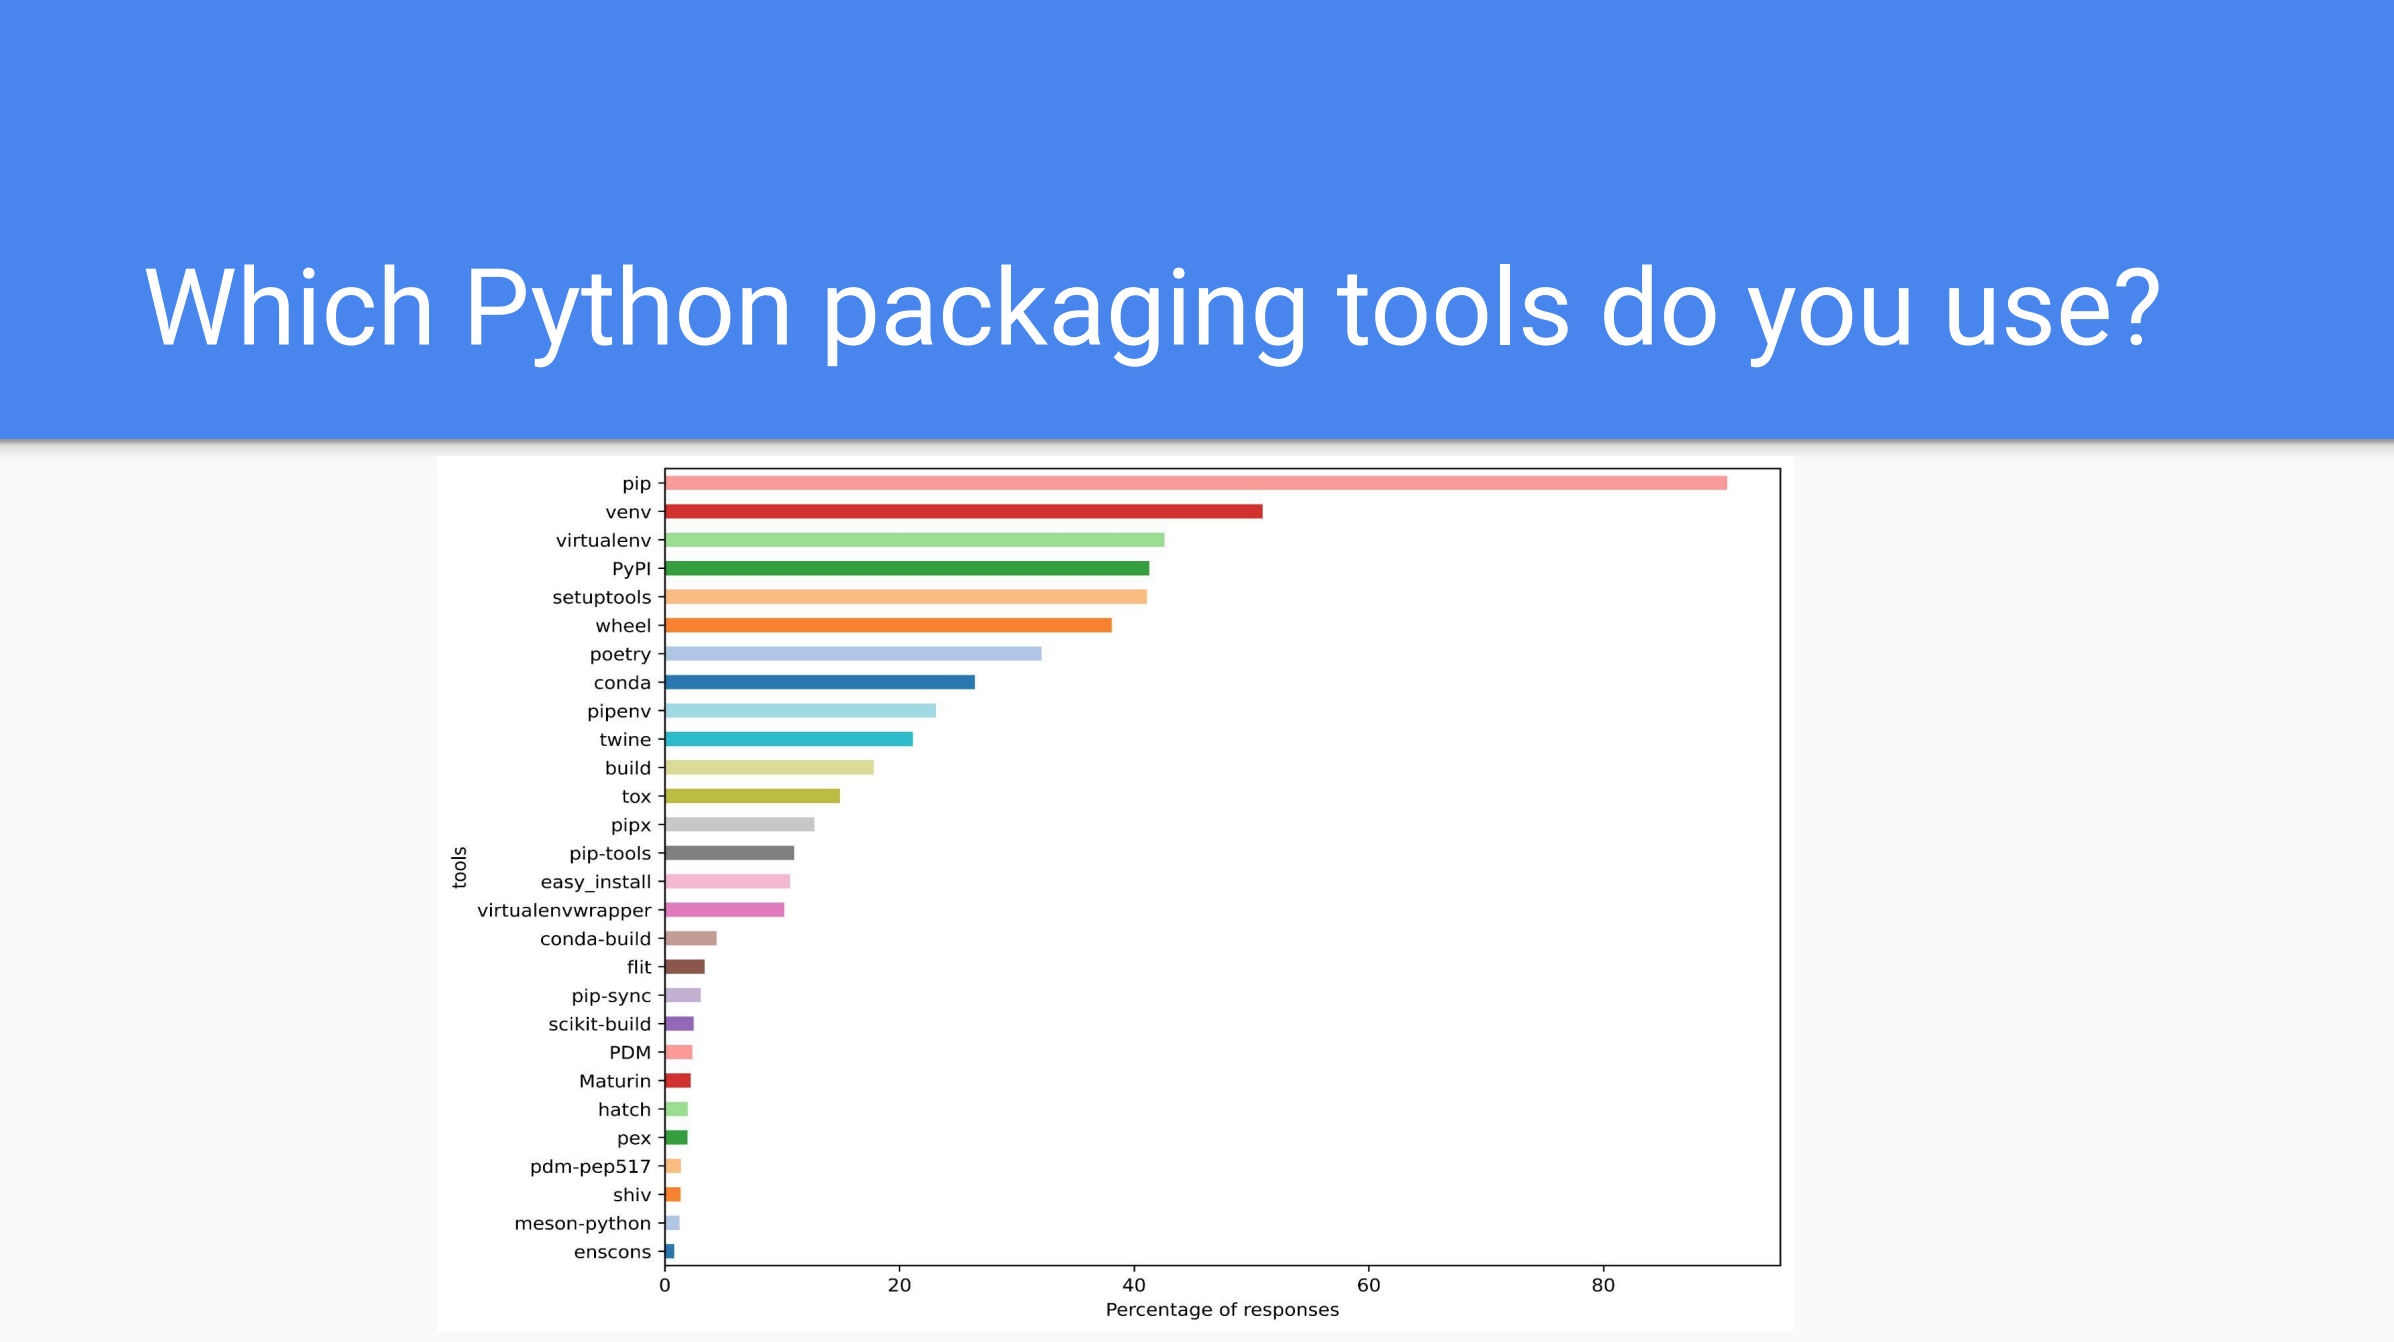 Which Python packaging tools do you use?
pip
venv
virtualenv
PyPI
setuptools
wheel
poetry
conda
pipenv
twine
build
tox
pipx
pip-tools
easy_install
virtualenvwrapper
conda-build
flit
pip-sync
scikit-build
PDM
Maturin
hatch
pex
pdm-pep517
shiv
meson-python
enscons
tools
0 20 40 60 80
Percentage of responses